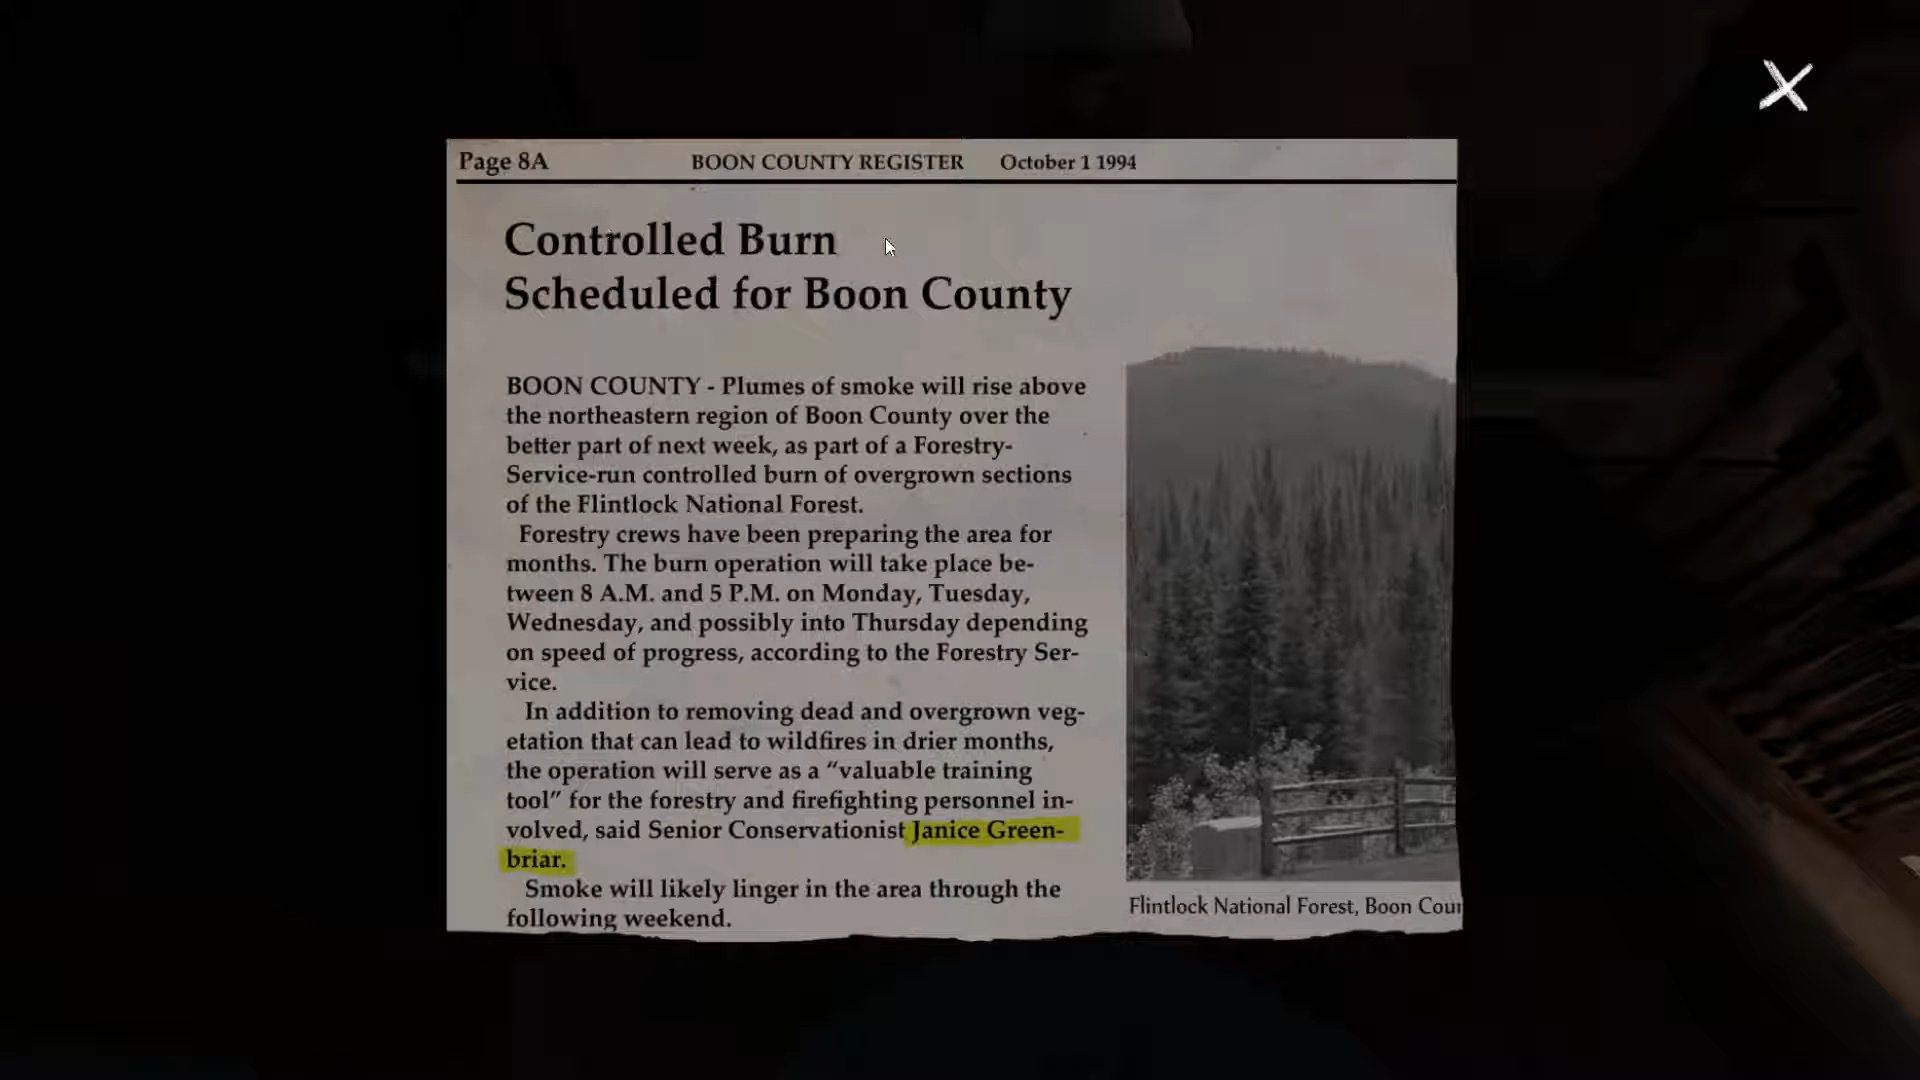 Page 8A BOON COUNTY REGISTER October 1 1994
Controlled Burn
Scheduled for Boon County
BOON COUNTY - Plumes of smoke will rise above
the northeastern region of Boon County over the
better part of next week, as part of a Forestry-
Service-run controlled burn of overgrown sections
of the Flintlock National Forest.
Forestry crews have been preparing the area for
months. The burn operation will take place be-
tween 8 A.M. and 5 P.M. on Monday, Tuesday,
Wednesday, and possibly into Thursday depending
on speed of progress, according to the Forestry Ser-
vice.
In addition to removing dead and overgrown veg-
etation that can lead to wildfires in drier months,
the operation will serve as a “valuable training
tool” for the forestry and firefighting personnel in-
volved, said Senior Conservationist Janice Green-
briar.
Smoke will likely linger in the area through the
following weekend.
Flintlock National Forest, Boon Cour